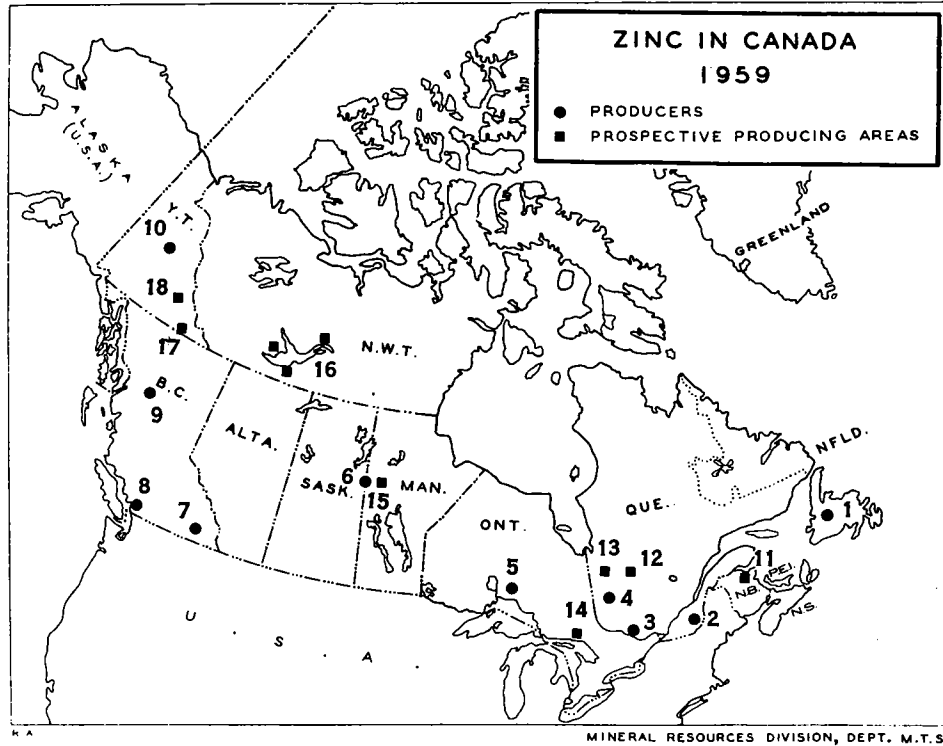 ZINC IN CANADA
1959
PRODUCERS
PROSPECTIVE PRODUCING AREAS
ALASKA
(U.S.A.)
Y.T.
10
18
17
GREENLAND
N.W.T.
16
B.C.
9
ALTA.
NFLD.
6
SASK.
15
MAN.
QUE.
8
7
ONT.
1
13
12
11
P.E.I.
5
4
N.B.
N.S.
14
3
2
U. S. A.
R A
MINERAL RESOURCES DIVISION, DEPT. M.T.S